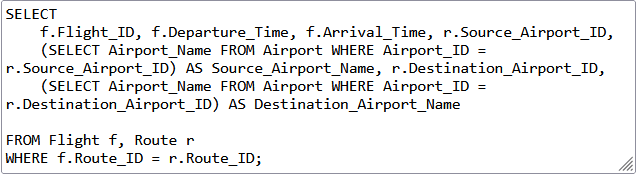 SELECT
    f.Flight_ID, f.Departure_Time, f.Arrival_Time, r.Source_Airport_ID,
    (SELECT Airport_Name FROM Airport WHERE Airport_ID =
r.Source_Airport_ID) AS Source_Airport_Name, r.Destination_Airport_ID,
    (SELECT Airport_Name FROM Airport WHERE Airport_ID =
r.Destination_Airport_ID) AS Destination_Airport_Name

FROM Flight f, Route r
WHERE f.Route_ID = r.Route_ID;